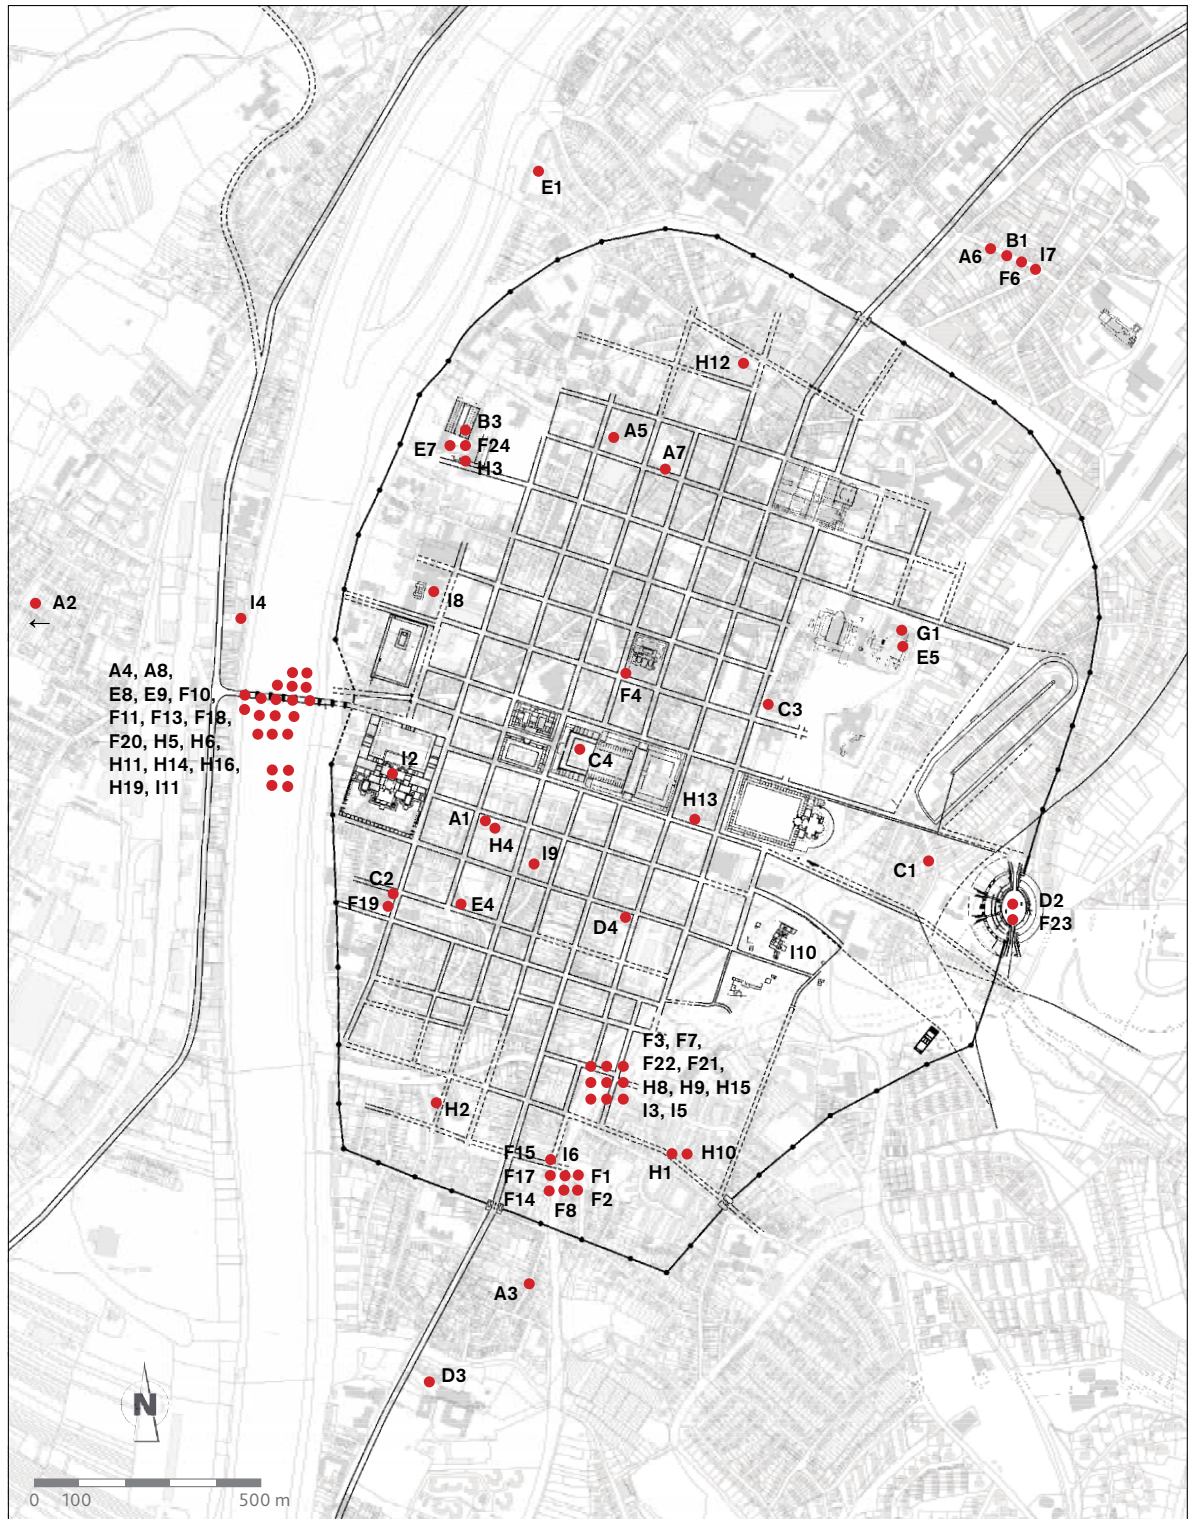 E1
B1
A6
I7
F6
H12
B3
A5
E7
F24
A7
H3
A2
←
I4
I8
G1
E5
A4, A8,
E8, E9, F10,
F11, F13, F18,
F20, H5, H6,
H11, H14, H16,
H19, I11
F4
C3
C4
I2
H13
A1
H4
I9
C1
C2
F19
E4
D4
D2
F23
I10
F3, F7,
F22, F21,
H8, H9, H15
I3, I5
H2
F15
I6
H1
H10
F17
F1
F14
F8
F2
A3
D3
N
0 100 500 m